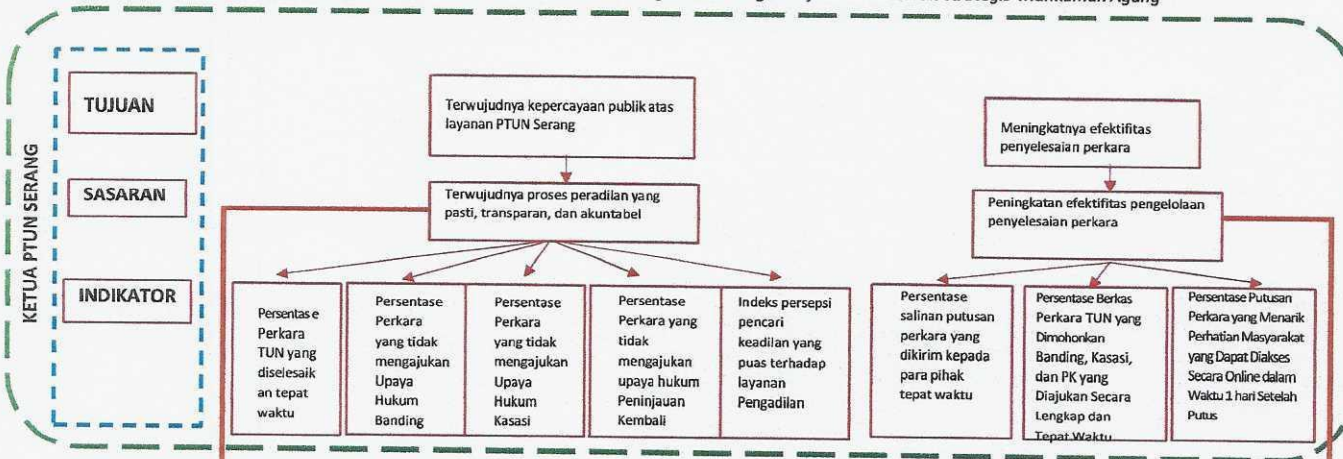 Mahkamah Agung
KETUA PTUN SERANG
TUJUAN
SASARAN
INDIKATOR
Terwujudnya kepercayaan publik atas
layanan PTUN Serang
Terwujudnya proses peradilan yang
pasti, transparan, dan akuntabel
Persentas e
Perkara
TUN yang
diselesaik
an tepat
waktu
Persentase
Perkara
yang tidak
mengajukan
Upaya
Hukum
Banding
Persentase
Perkara
yang tidak
mengajukan
Upaya
Hukum
Kasasi
Persentase
Perkara yang
tidak
mengajukan
upaya hukum
Peninjauan
Kembali
Indeks persepsi
pencari
keadilan yang
puas terhadap
layanan
Pengadilan
Meningkatnya efektifitas
penyelesaian perkara
Peningkatan efektifitas pengelolaan
penyelesaian perkara
Persentase
salinan putusan
perkara yang
dikirim kepada
para pihak
tepat waktu
Persentase Berkas
Perkara TUN yang
Dimohonkan
Banding, Kasasi,
dan PK yang
Diajukan Secara
Lengkap dan
Tepat Waktu
Persentase Putusan
Perkara yang Menarik
Perhatian Masyarakat
yang Dapat Diakses
Secara Online dalam
Waktu 1 hari Setelah
Putus